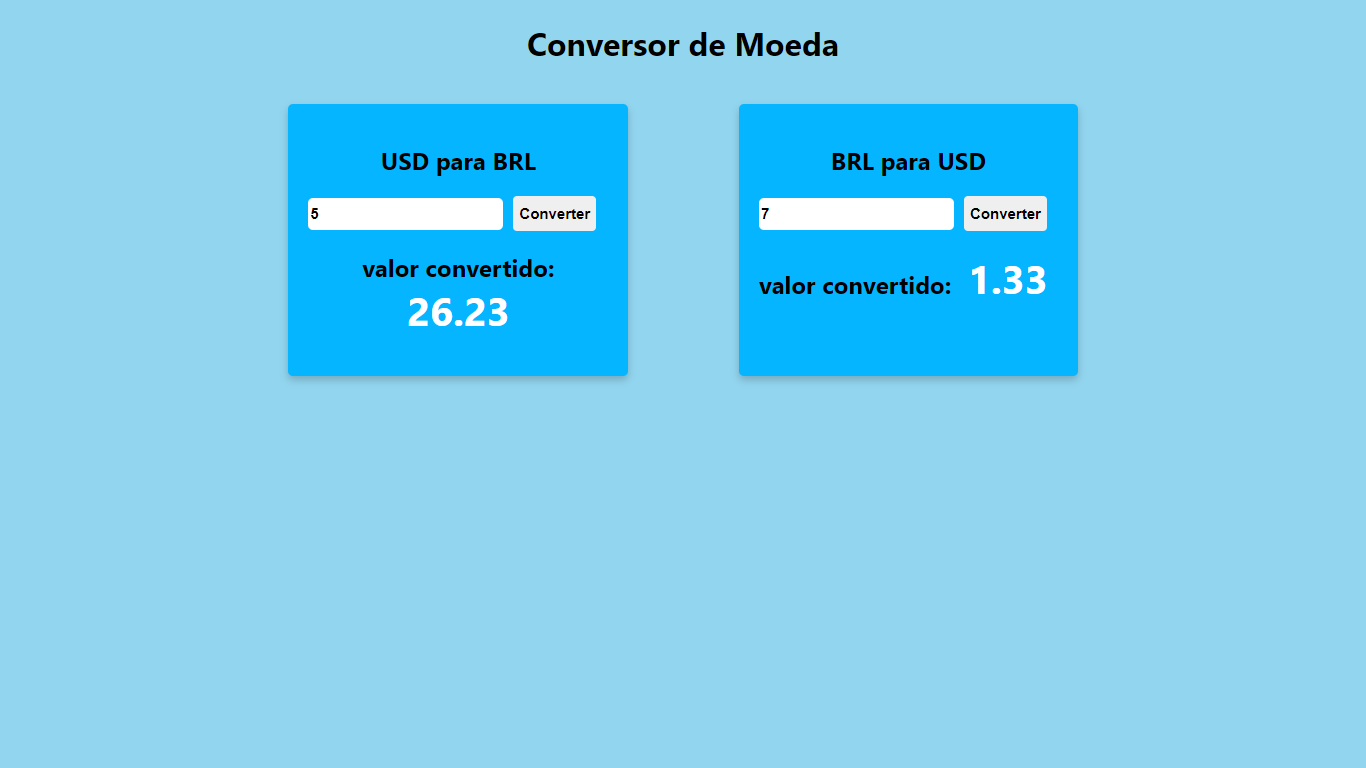 Conversor de Moeda
USD para BRL
5 Converter
valor convertido:
26.23
BRL para USD
7 Converter
valor convertido: 1.33